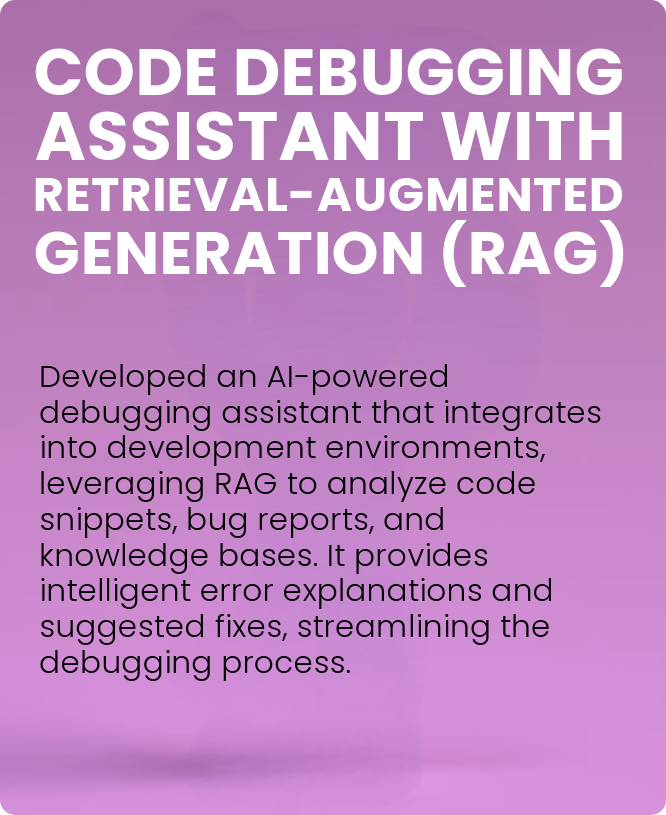 CODE DEBUGGING
ASSISTANT WITH
RETRIEVAL-AUGMENTED
GENERATION (RAG)
Developed an AI-powered
debugging assistant that integrates
into development environments,
leveraging RAG to analyze code
snippets, bug reports, and
knowledge bases. It provides
intelligent error explanations and
suggested fixes, streamlining the
debugging process.